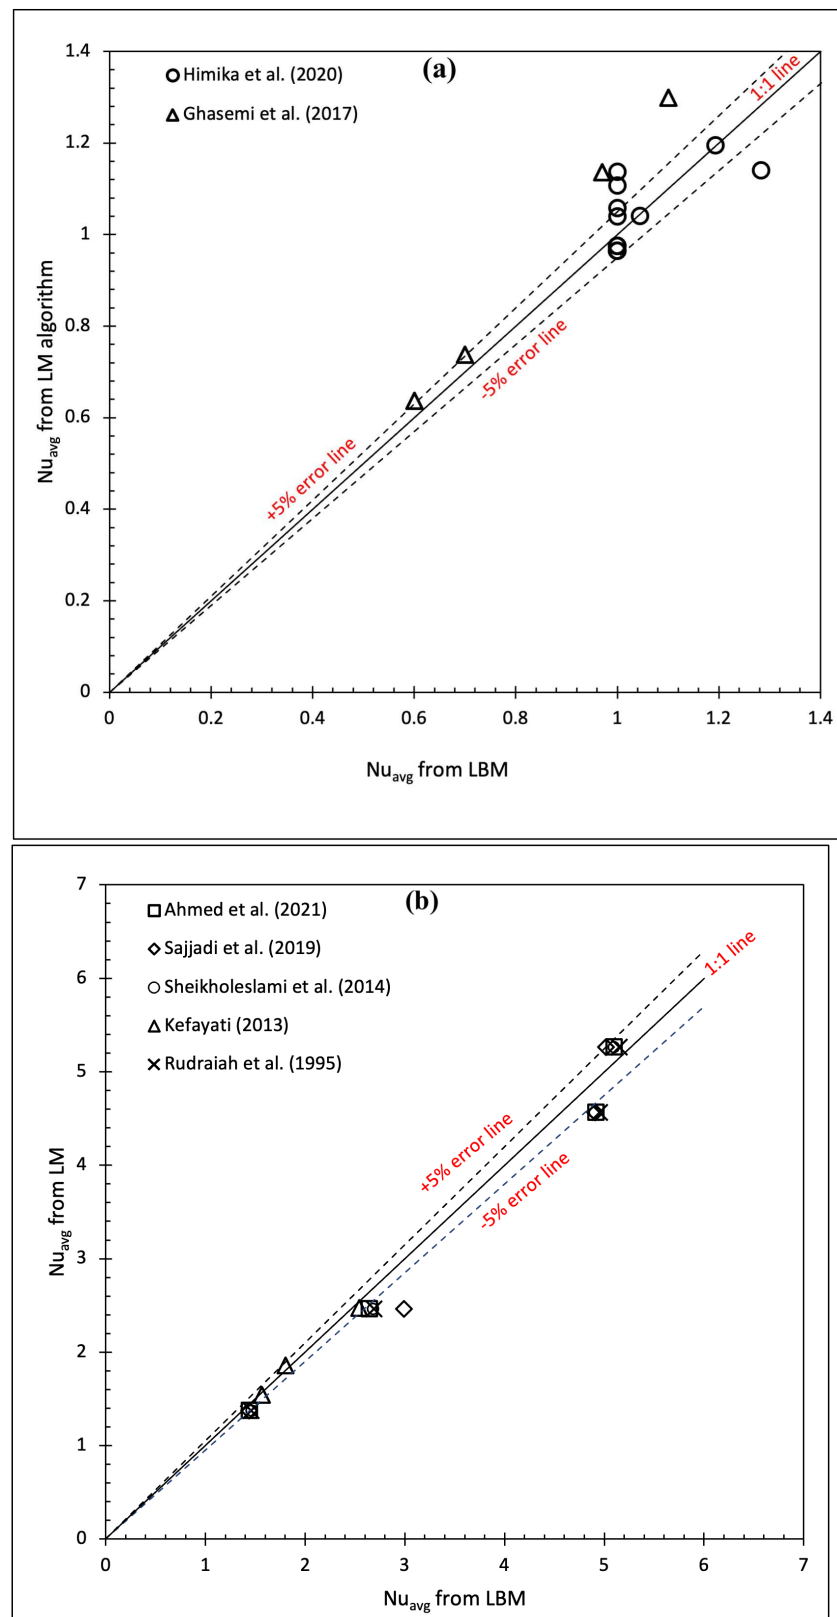 (a)
Himika et al. (2020)
Ghasemi et al. (2017)
1:1 line
-5% error line
+5% error line
Nuavg from LM algorithm
1.4
1.2
1
0.8
0.6
0.4
0.2
0
0 0.2 0.4 0.6 0.8 1 1.2 1.4
Nuavg from LBM
(b)
Ahmed et al. (2021)
Sajjadi et al. (2019)
Sheikholeslami et al. (2014)
Kefayati (2013)
Rudraiah et al. (1995)
1:1 line
+5% error line
-5% error line
Nuavg from LM
7
6
5
4
3
2
1
0
0 1 2 3 4 5 6 7
Nuavg from LBM